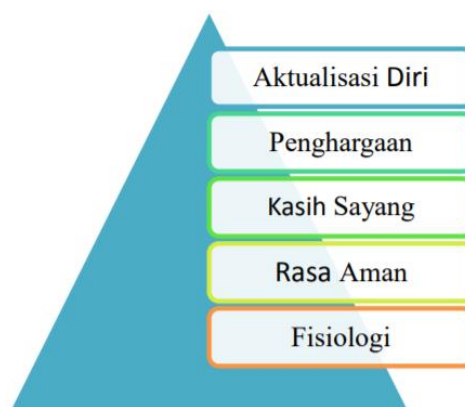 Aktualisasi Diri
Penghargaan
Kasih Sayang
Rasa Aman
Fisiologi